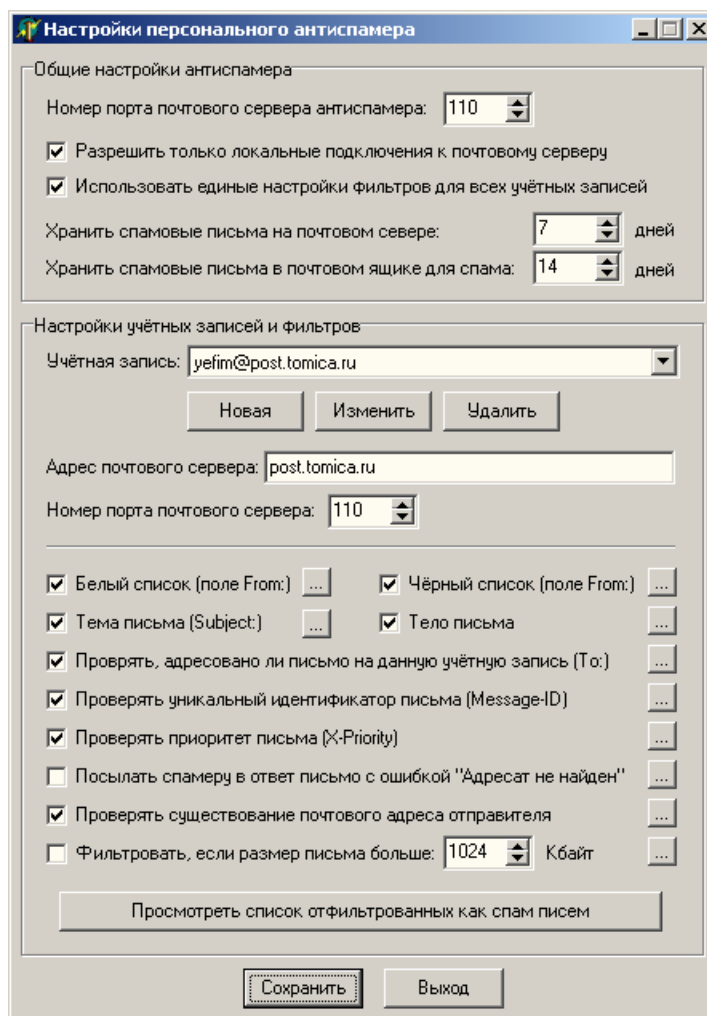 Настройки персонального антиспамера
Общие настройки антиспамера
Номер порта почтового сервера антиспамера: 110
Разрешить только локальные подключения к почтовому серверу
Использовать единые настройки фильтров для всех учётных записей
Хранить спамовые письма на почтовом севере: 7 дней
Хранить спамовые письма в почтовом ящике для спама: 14 дней
Настройки учётных записей и фильтров
Учётная запись: yefim@post.tomica.ru
Новая Изменить Удалить
Адрес почтового сервера: post.tomica.ru
Номер порта почтового сервера: 110
Белый список (поле From:) ... Чёрный список (поле From:) ...
Тема письма (Subject:) ... Тело письма ...
Проврять, адресовано ли письмо на данную учётную запись (To:) ...
Проверять уникальный идентификатор письма (Message-ID) ...
Проверять приоритет письма (X-Priority) ...
Посылать спамеру в ответ письмо с ошибкой "Адресат не найден" ...
Проверять существование почтового адреса отправителя ...
Фильтровать, если размер письма больше: 1024 Кбайт ...
Просмотреть список отфильтрованных как спам писем
Сохранить Выход